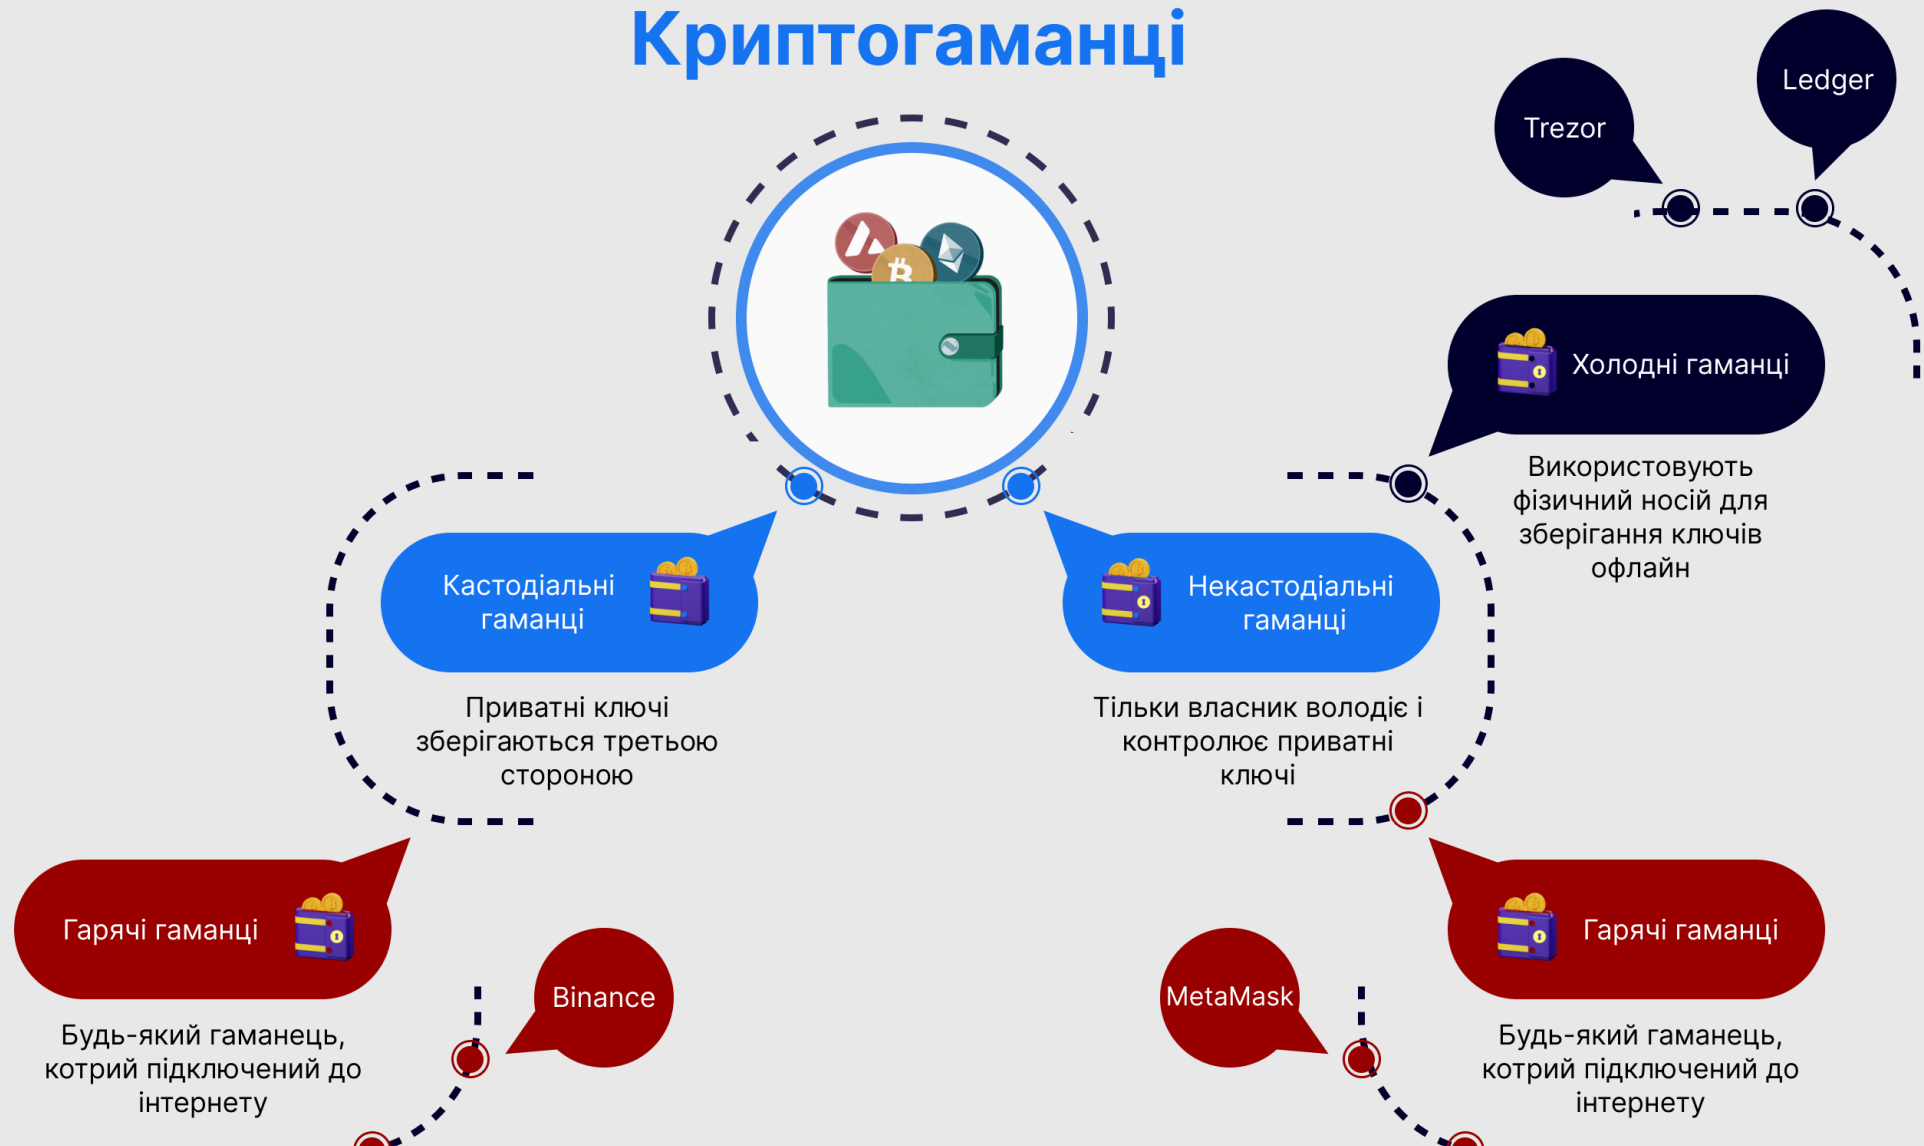 Криптогаманці
Trezor
Ledger
Холодні гаманці
Використовують
фізичний носій для
зберігання ключів
офлайн
Кастодіальні
гаманці
Приватні ключі
зберігаються третьою
стороною
Некастодіальні
гаманці
Тільки власник володіє і
контролює приватні
ключі
Гарячі гаманці
Будь-який гаманець,
котрий підключений до
інтернету
Binance
MetaMask
Гарячі гаманці
Будь-який гаманець,
котрий підключений до
інтернету